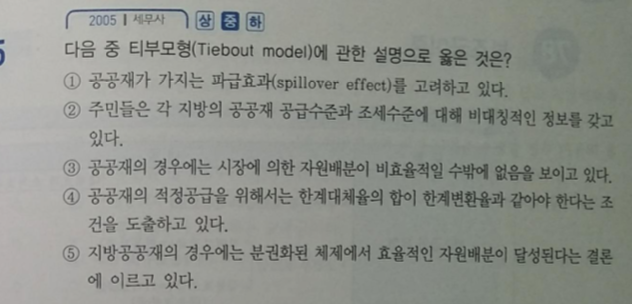 2005 | 세무사 상 중 하
다음 중 티부모형(Tiebout model)에 관한 설명으로 옳은 것은?
① 공공재가 가지는 파급효과(spillover effect)를 고려하고 있다.
② 주민들은 각 지방의 공공재 공급수준과 조세수준에 대해 비대칭적인 정보를 갖고
있다.
③ 공공재의 경우에는 시장에 의한 자원배분이 비효율적일 수밖에 없음을 보이고 있다.
④ 공공재의 적정공급을 위해서는 한계대체율의 합이 한계변환율과 같아야 한다는 조
건을 도출하고 있다.
⑤ 지방공공재의 경우에는 분권화된 체제에서 효율적인 자원배분이 달성된다는 결론
에 이르고 있다.